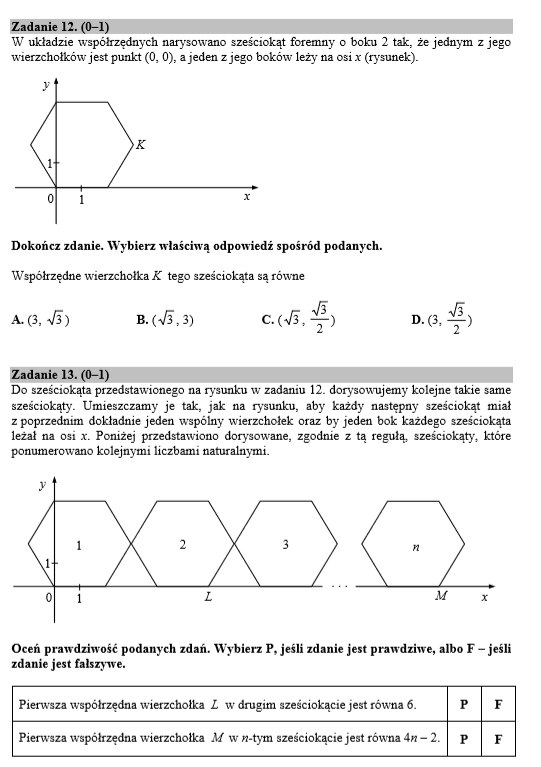 Zadanie 12. (0–1)
W układzie współrzędnych narysowano sześciokąt foremny o boku 2 tak, że jednym z jego
wierzchołków jest punkt (0, 0), a jeden z jego boków leży na osi x (rysunek).
y
K
1
0 1 x
Dokończ zdanie. Wybierz właściwą odpowiedź spośród podanych.
Współrzędne wierzchołka K tego sześciokąta są równe
A. (3, √3) B. (√3, 3) C. (√3, √3/2) D. (3, √3/2)
Zadanie 13. (0–1)
Do sześciokąta przedstawionego na rysunku w zadaniu 12. dorysowujemy kolejne takie same
sześciokąty. Umieszczamy je tak, jak na rysunku, aby każdy następny sześciokąt miał
z poprzednim dokładnie jeden wspólny wierzchołek oraz by jeden bok każdego sześciokąta
leżał na osi x. Poniżej przedstawiono dorysowane, zgodnie z tą regułą, sześciokąty, które
ponumerowano kolejnymi liczbami naturalnymi.
y
1 2 3 n
1
. . .
0 1 L M x
Oceń prawdziwość podanych zdań. Wybierz P, jeśli zdanie jest prawdziwe, albo F – jeśli
zdanie jest fałszywe.
Pierwsza współrzędna wierzchołka L w drugim sześciokącie jest równa 6. P F
Pierwsza współrzędna wierzchołka M w n-tym sześciokącie jest równa 4n – 2. P F